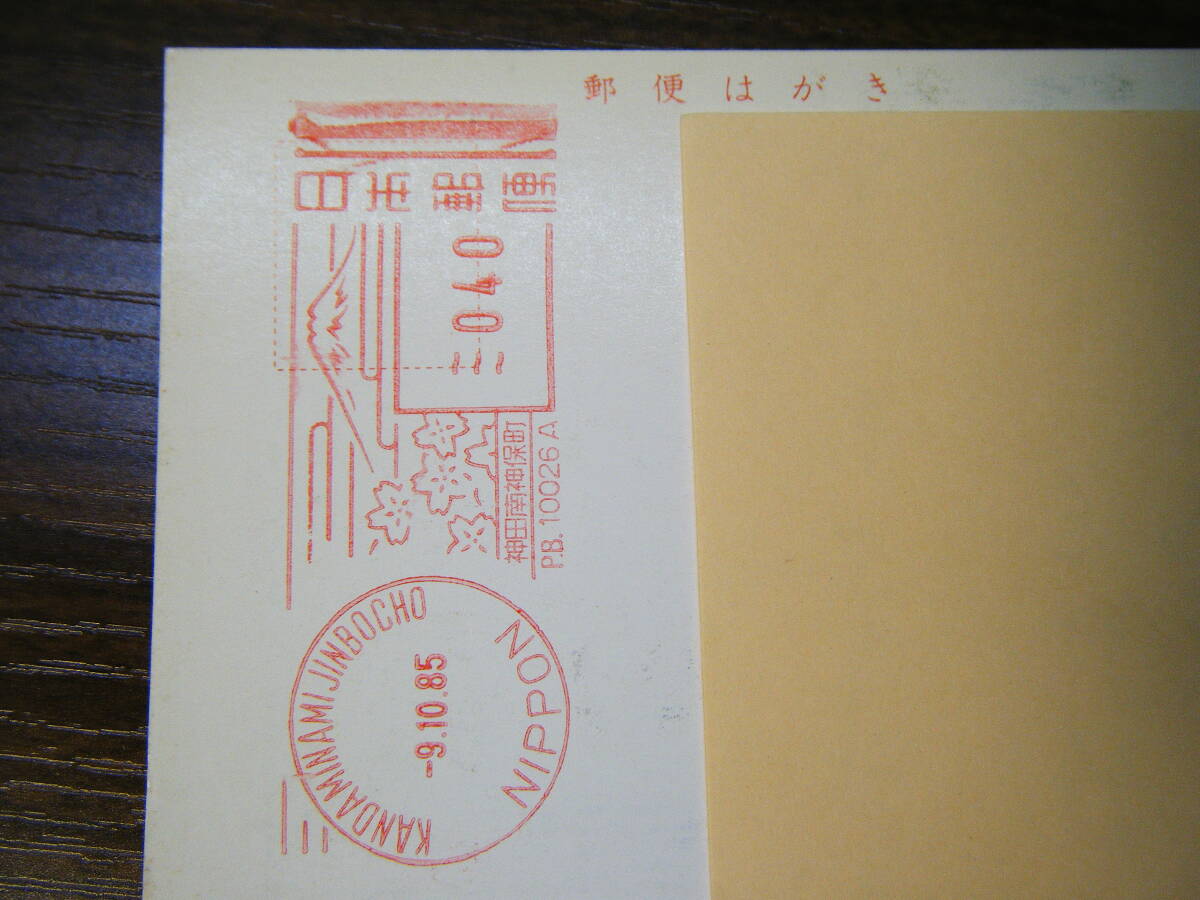 郵便はがき
日本郵便
040
神田南神保町
P.B. 10026 A
KANDAMINAMIJINBOCHO
-9.10.85
NIPPON